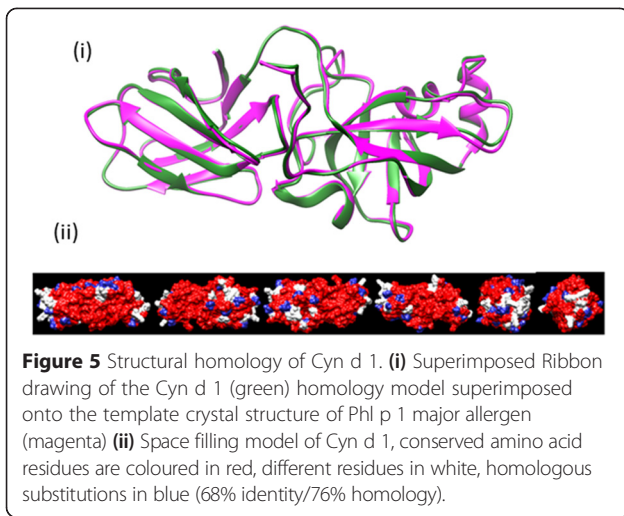 (i)
(ii)
Figure 5 Structural homology of Cyn d 1. (i) Superimposed Ribbon
drawing of the Cyn d 1 (green) homology model superimposed
onto the template crystal structure of Phl p 1 major allergen
(magenta) (ii) Space filling model of Cyn d 1, conserved amino acid
residues are coloured in red, different residues in white, homologous
substitutions in blue (68% identity/76% homology).